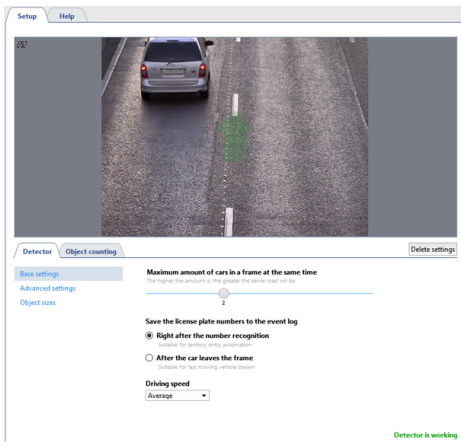 Setup
Help
Detector
Object counting
Delete settings
Base settings
Advanced settings
Object sizes
Maximum amount of cars in a frame at the same time
The higher the amount is, the greater the server load will be
2
Save the license plate numbers to the event log
Right after the number recognition
Suitable for territory entry automation
After the car leaves the frame
Suitable for fast moving vehicle stream
Driving speed
Average
Detector is working